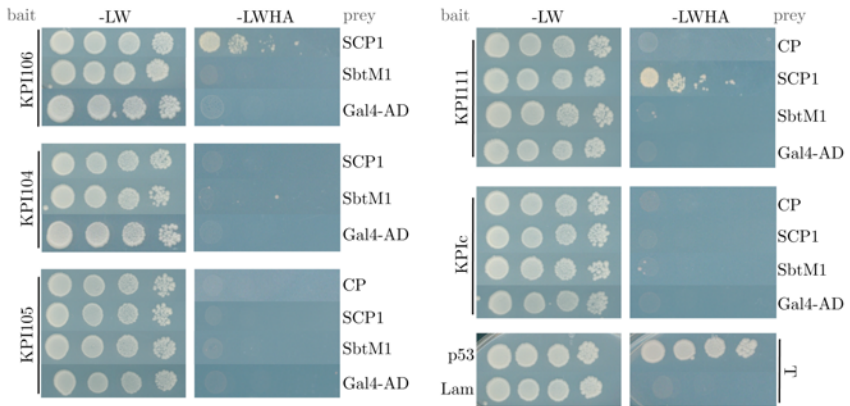 bait -LW -LWHA prey
KPI106
SCP1
SbtM1
Gal4-AD
KPI104
SCP1
SbtM1
Gal4-AD
KPI105
CP
SCP1
SbtM1
Gal4-AD
bait -LW -LWHA prey
KPI111
CP
SCP1
SbtM1
Gal4-AD
KPIc
CP
SCP1
SbtM1
Gal4-AD
p53
Lam
T